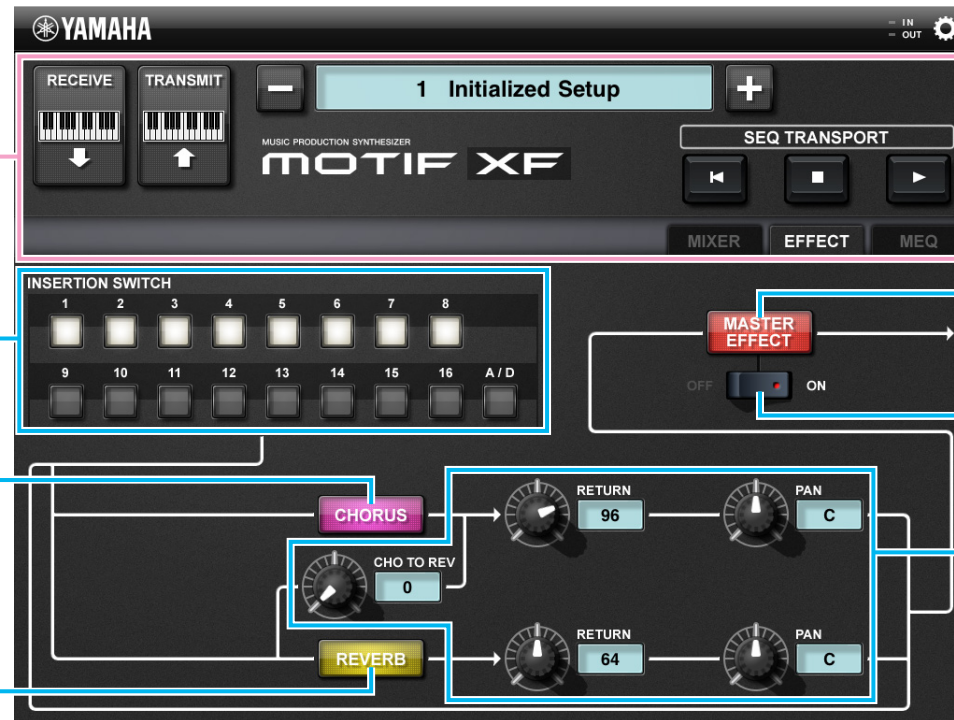 YAMAHA
IN
OUT
RECEIVE
TRANSMIT
1 Initialized Setup
MUSIC PRODUCTION SYNTHESIZER
MOTIF XF
SEQ TRANSPORT
MIXER EFFECT MEQ
INSERTION SWITCH
1 2 3 4 5 6 7 8
9 10 11 12 13 14 15 16 A/D
MASTER
EFFECT
OFF ON
CHORUS
RETURN
96
PAN
C
CHO TO REV
0
REVERB
RETURN
64
PAN
C